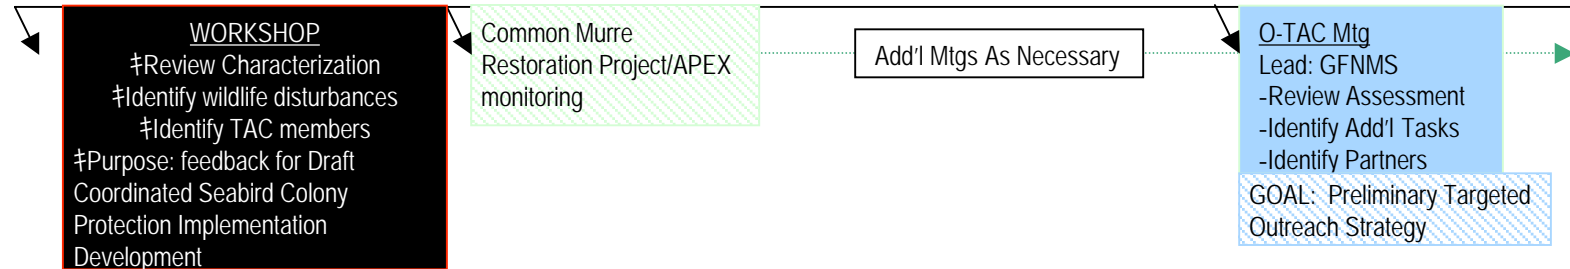 WORKSHOP
‡Review Characterization
‡Identify wildlife disturbances
‡Identify TAC members
‡Purpose: feedback for Draft
Coordinated Seabird Colony
Protection Implementation
Development
Common Murre
Restoration Project/APEX
monitoring
Add'l Mtgs As Necessary
O-TAC Mtg
Lead: GFNMS
-Review Assessment
-Identify Add'l Tasks
-Identify Partners
GOAL: Preliminary Targeted
Outreach Strategy